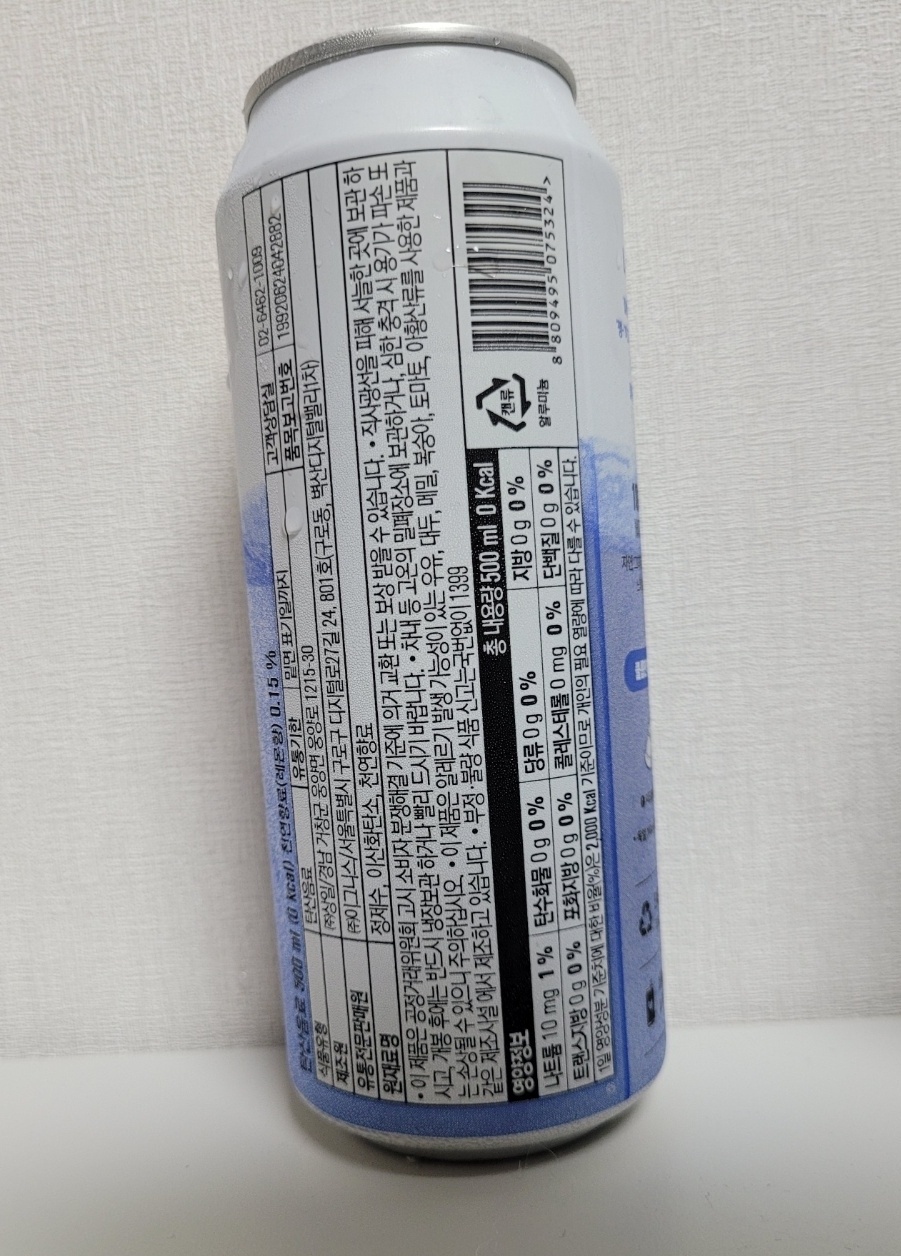 탄산음료 500 ml (0 kcal) 천연향료(레몬향) 0.15 %
식품유형 탄산음료 유통기한 밑면 표기일까지 고객상담실 02-6462-1009
제조원 ㈜상일/경남 거창군 웅양면 웅양로 1215-30 품목보고번호 19920624042882
유통전문판매원 ㈜이그니스/서울특별시 구로구 디지털로27길 24, 801호(구로동, 벽산디지털밸리1차)
원재료명 정제수, 이산화탄소, 천연향료
• 이 제품은 공정거래위원회 고시 소비자 분쟁해결 기준에 의거 교환 또는 보상 받을 수 있습니다. • 직사광선을 피해 서늘한 곳에 보관 하
시고, 개봉 후에는 반드시 냉장보관 하거나 빨리 드시기 바랍니다. • 차내 등 고온의 밀폐장소에 보관하거나, 심한 충격 시 용기가 파손 또
는 손상될 수 있으니 주의하십시오. • 이 제품은 알레르기 발생 가능성이 있는 우유, 대두, 메밀, 복숭아, 토마토, 아황산류를 사용한 제품과
같은 제조시설에서 제조하고 있습니다. • 부정·불량 식품 신고는 국번없이 1399
영양정보 총 내용량 500 ml 0 Kcal
나트륨 10 mg 1 % 탄수화물 0 g 0 % 당류 0 g 0 % 지방 0 g 0 %
트랜스지방 0 g 0 % 포화지방 0 g 0 % 콜레스테롤 0 mg 0 % 단백질 0 g 0 %
1일 영양성분 기준치에 대한 비율(%)은 2,000 Kcal 기준이므로 개인의 필요 열량에 따라 다를 수 있습니다.
캔류
알루미늄
8 809495 075324 >